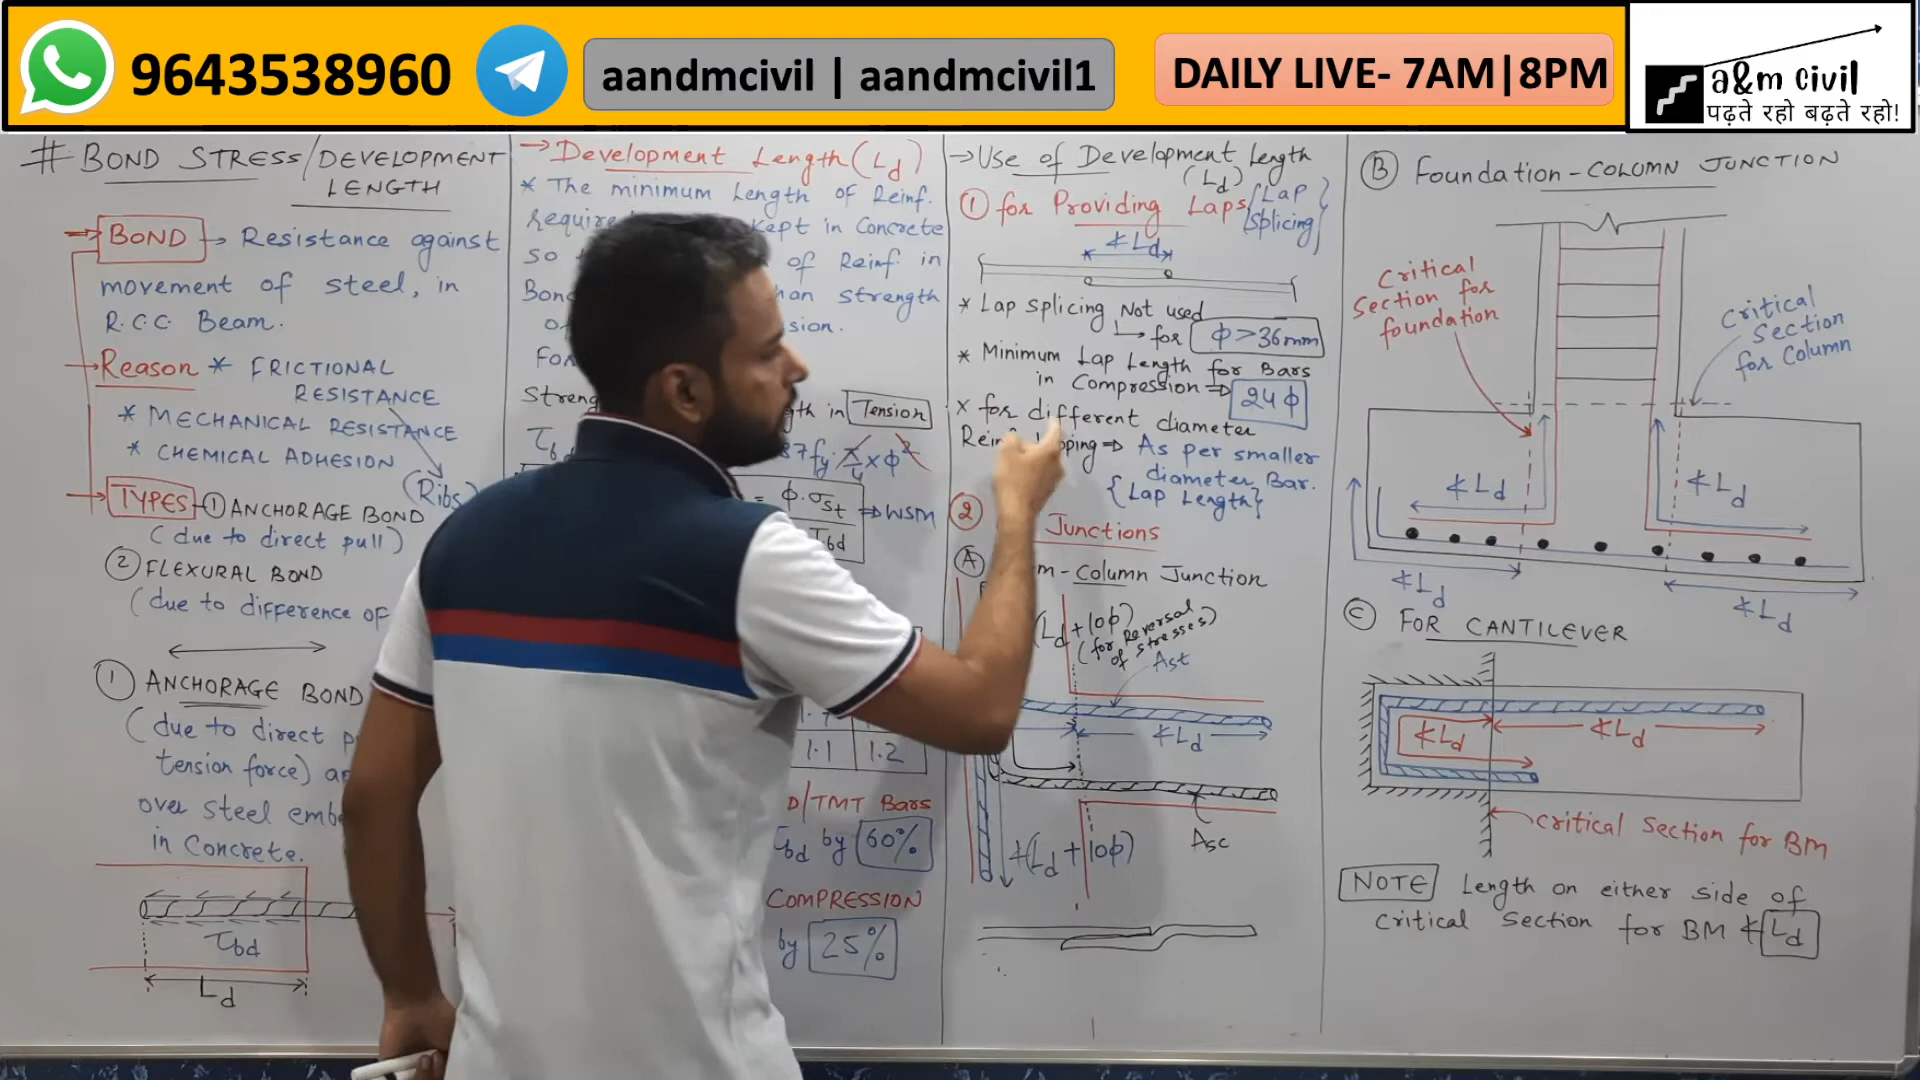 9643538960
aandmcivil | aandmcivil1
DAILY LIVE- 7AM|8PM
a&m civil
पढ़ते रहो बढ़ते रहो!
# BOND STRESS/DEVELOPMENT
LENGTH
BOND → Resistance against
movement of steel, in
R.C.C. Beam.
Reason * FRICTIONAL
RESISTANCE
* MECHANICAL RESISTANCE
* CHEMICAL ADHESION
(Ribs)
TYPES → ① ANCHORAGE BOND
(due to direct pull)
② FLEXURAL BOND
(due to difference of
① ANCHORAGE BOND
(due to direct
tension force)
over steel
in Concrete.
τbd
Ld
→ Development Length (Ld)
* The minimum Length of Reinf.
kept in Concrete
so of Reinf. in
strength
For
gth in Tension
87fy π/4 × φ²
= φ·σst ⇒ WSM
τbd
1.1 1.2
D/TMT Bars
τbd by 60%
COMPRESSION
by 25%
→ Use of Development Length
(Ld)
① for Providing Laps/{Lap
Splicing}
≮ Ld
* Lap splicing Not used
↳ for φ>36mm
* Minimum Lap Length for Bars
in Compression ⇒ 24φ
x for different diameter
⇒ As per smaller
diameter Bar.
{Lap Length}
② Junctions
Ⓐ m-Column Junction
(Ld+10φ)
(for Reversal
of stresses)
Ast
≮ Ld
Asc
≮(Ld+10φ)
Ⓑ Foundation-COLUMN JUNCTION
Critical
Section for
foundation
Critical
Section
for Column
≮ Ld
≮ Ld
≮ Ld
≮ Ld
Ⓒ FOR CANTILEVER
≮Ld
≮Ld
critical Section for BM
NOTE Length on either side of
Critical Section for BM ≮ Ld